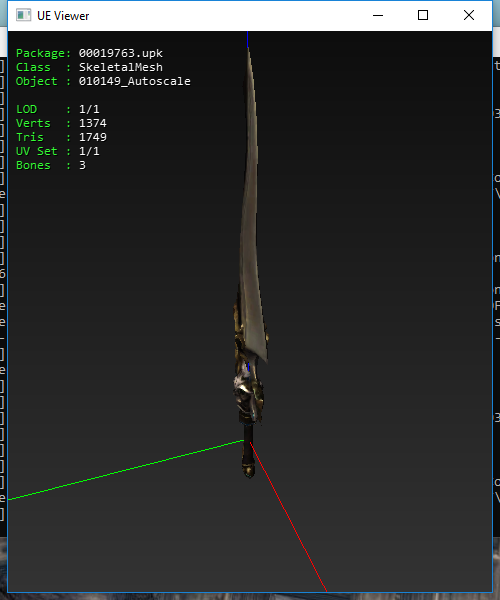 UE Viewer
Package: 00019763.upk
Class  : SkeletalMesh
Object : 010149_Autoscale
LOD    : 1/1
Verts  : 1374
Tris   : 1749
UV Set : 1/1
Bones  : 3